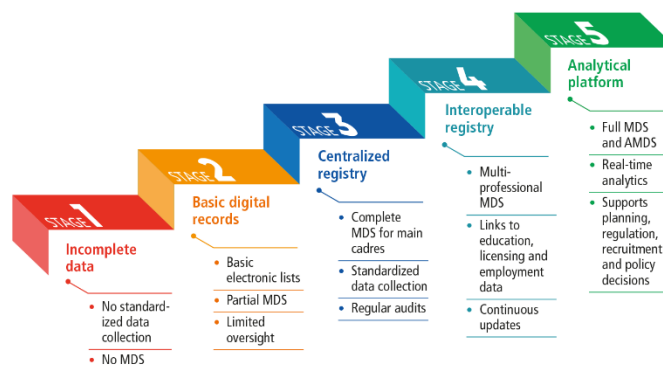 STAGE 1
Incomplete
data
• No standard-
ized data
collection
• No MDS
STAGE 2
Basic digital
records
• Basic
electronic lists
• Partial MDS
• Limited
oversight
STAGE 3
Centralized
registry
• Complete
MDS for main
cadres
• Standardized
data collection
• Regular audits
STAGE 4
Interoperable
registry
• Multi-
professional
MDS
• Links to
education,
licensing and
employment
data
• Continuous
updates
STAGE 5
Analytical
platform
• Full MDS
and AMDS
• Real-time
analytics
• Supports
planning,
regulation,
recruitment
and policy
decisions